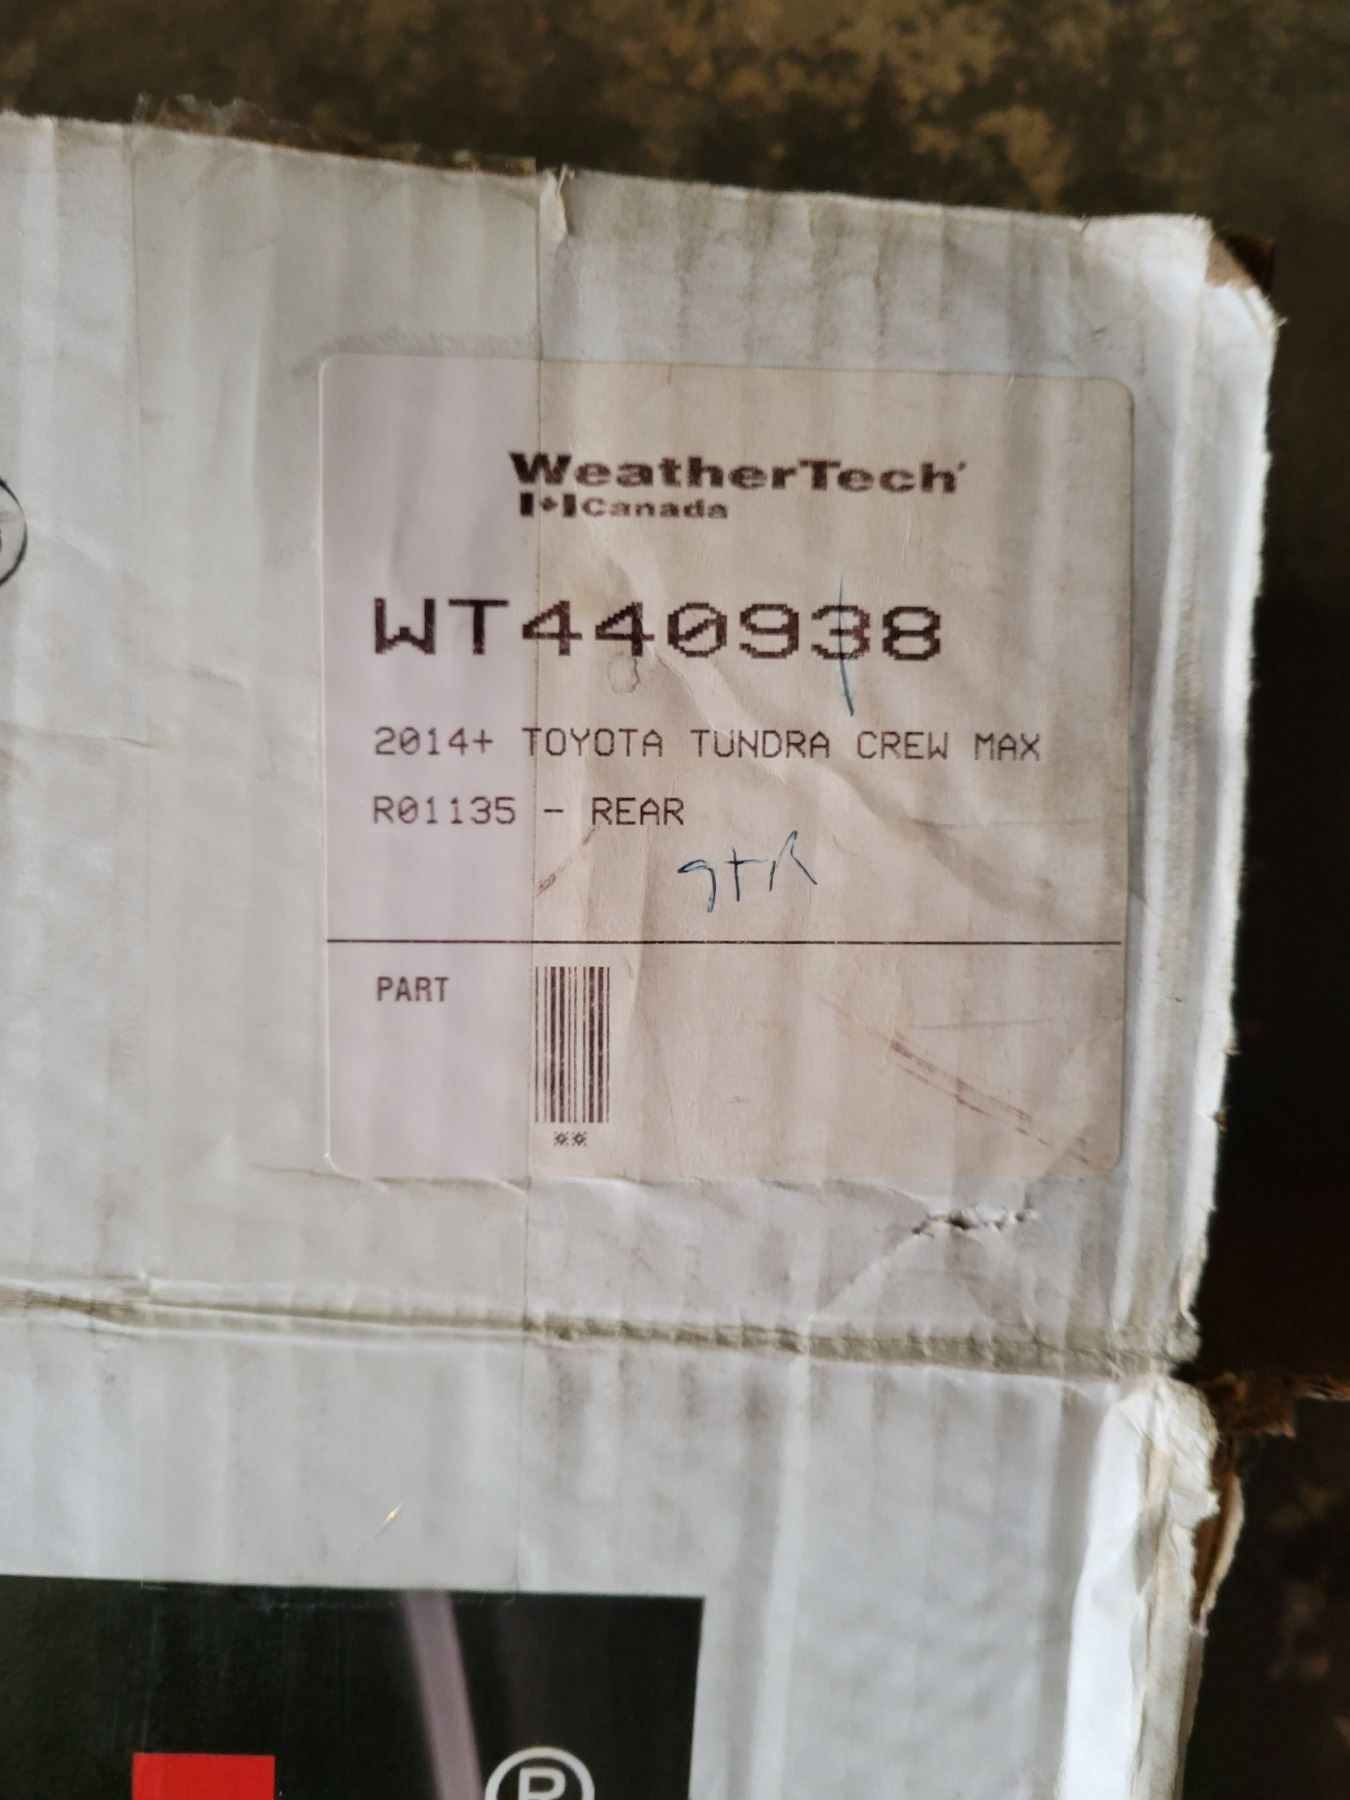 WeatherTech
Canada
WT440938
2014+ TOYOTA TUNDRA CREW MAX
R01135 - REAR
PART
**
®